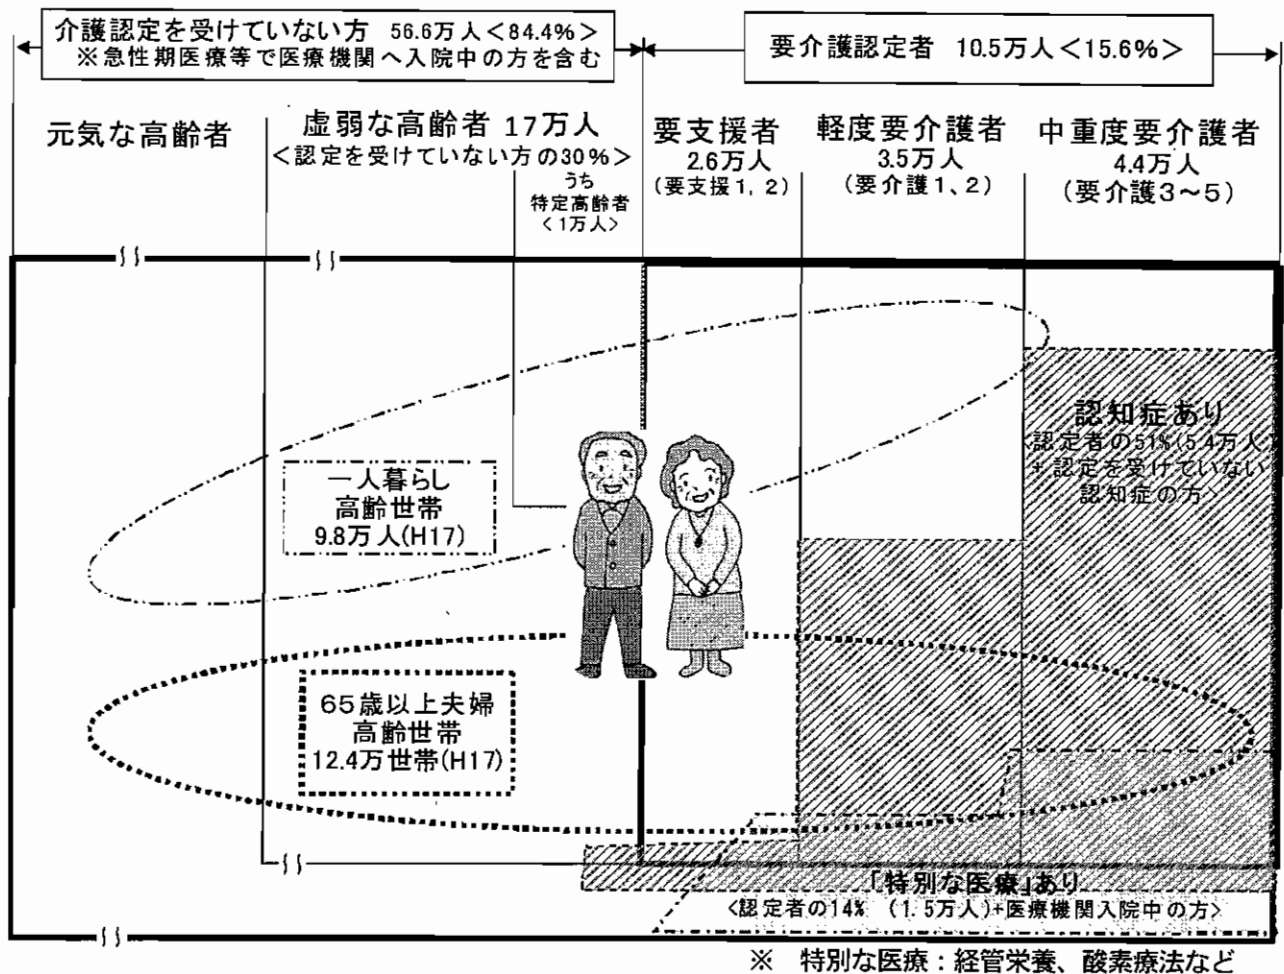 介護認定を受けていない方 56.6万人＜84.4%＞
※急性期医療等で医療機関へ入院中の方を含む
要介護認定者 10.5万人＜15.6%＞
元気な高齢者
虚弱な高齢者 17万人
＜認定を受けていない方の30%＞
うち
特定高齢者
＜1万人＞
要支援者
2.6万人
(要支援1, 2)
軽度要介護者
3.5万人
(要介護1、2)
中重度要介護者
4.4万人
(要介護3～5)
認知症あり
＜認定者の51%(5.4万人)
+認定を受けていない
認知症の方＞
一人暮らし
高齢世帯
9.8万人(H17)
65歳以上夫婦
高齢世帯
12.4万世帯(H17)
「特別な医療」あり
＜認定者の14% (1.5万人)+医療機関入院中の方＞
※ 特別な医療：経管栄養、酸素療法など